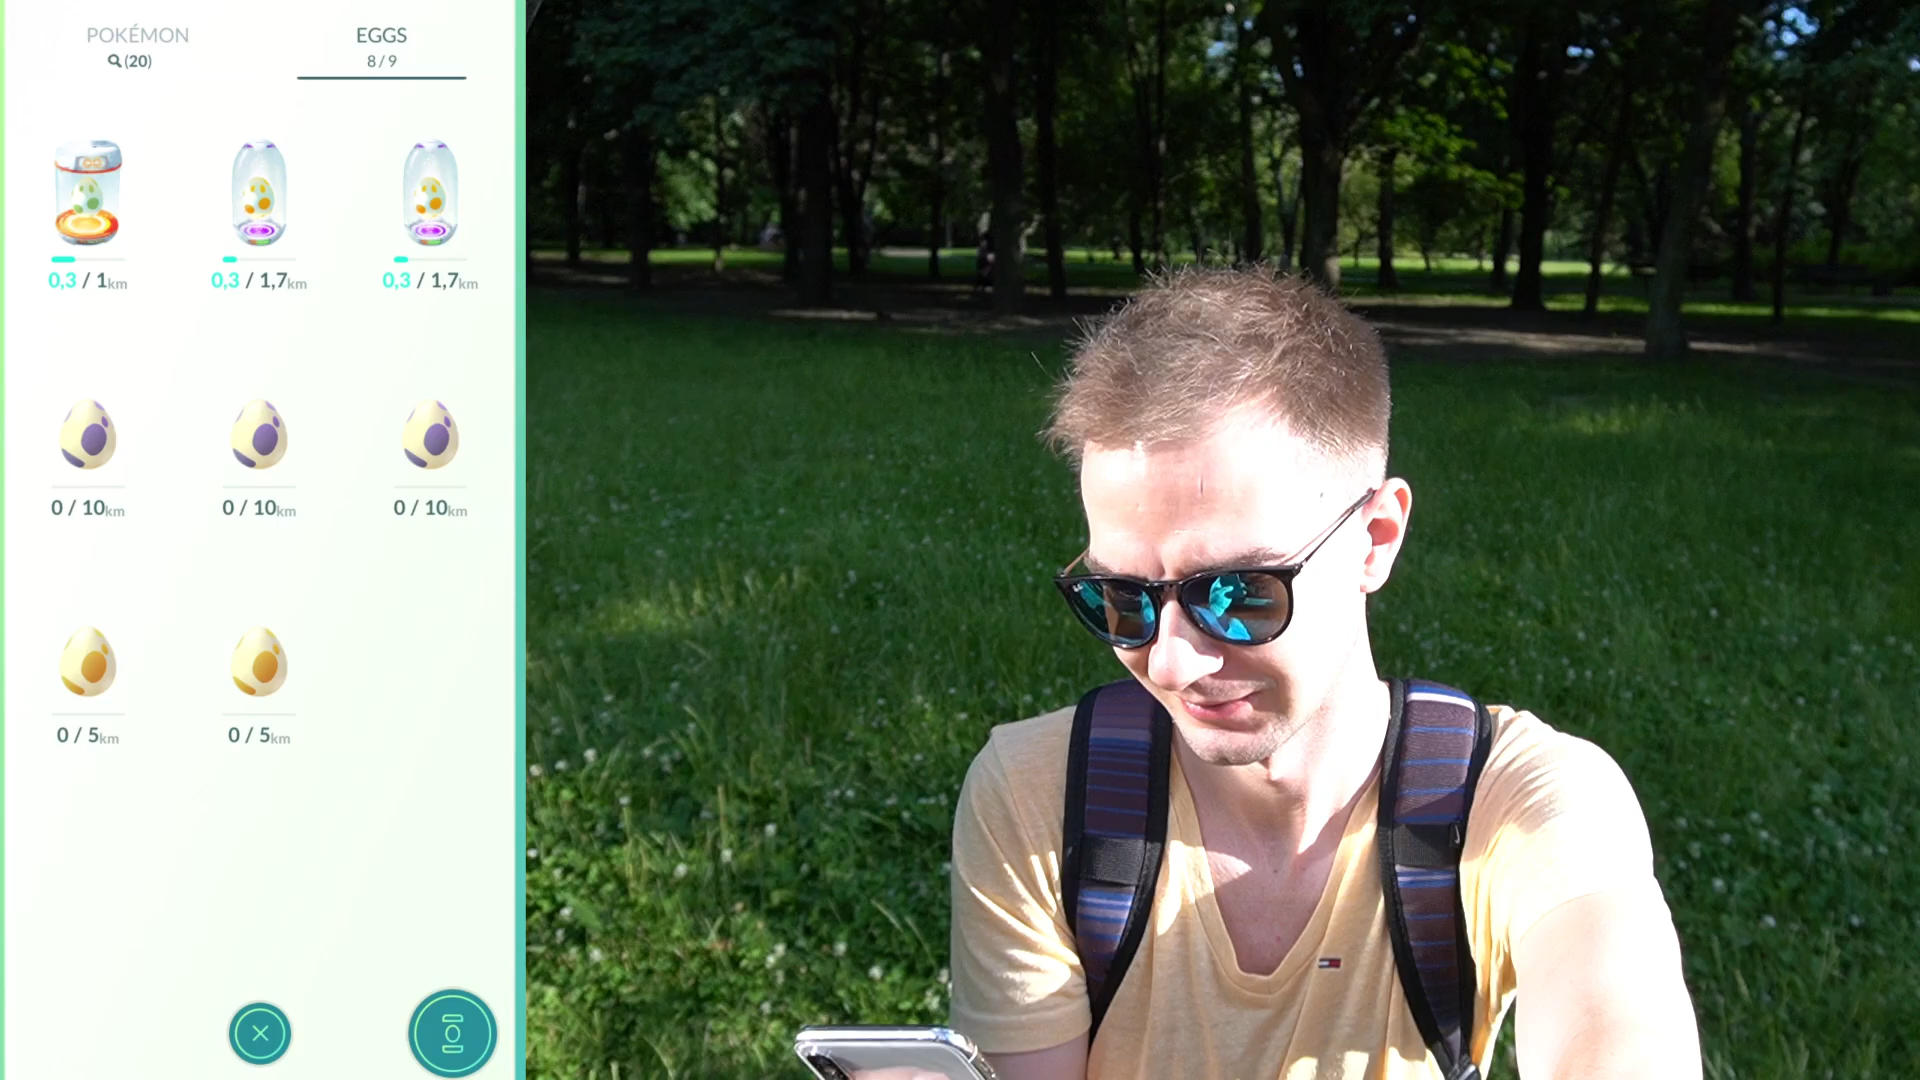 POKÉMON
(20)
EGGS
8/9
0,3 / 1km
0,3 / 1,7km
0,3 / 1,7km
0 / 10km
0 / 10km
0 / 10km
0 / 5km
0 / 5km